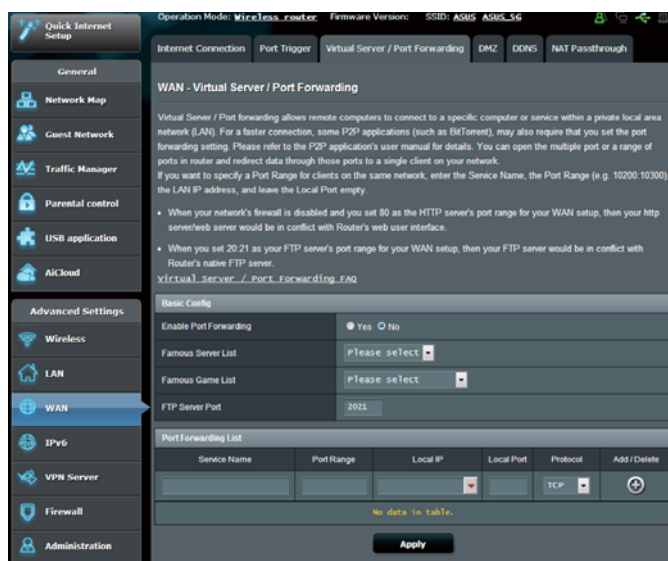 Operation Mode: Wireless router Firmware Version: SSID: ASUS ASUS_5G
Quick Internet Setup
Internet Connection Port Trigger Virtual Server / Port Forwarding DMZ DDNS NAT Passthrough
General
Network Map
Guest Network
Traffic Manager
Parental control
USB application
AiCloud
Advanced Settings
Wireless
LAN
WAN
IPv6
VPN Server
Firewall
Administration
WAN - Virtual Server / Port Forwarding
Virtual Server / Port forwarding allows remote computers to connect to a specific computer or service within a private local area
network (LAN). For a faster connection, some P2P applications (such as BitTorrent), may also require that you set the port
forwarding setting. Please refer to the P2P application's user manual for details. You can open the multiple port or a range of
ports in router and redirect data through those ports to a single client on your network.
If you want to specify a Port Range for clients on the same network, enter the Service Name, the Port Range (e.g. 10200:10300),
the LAN IP address, and leave the Local Port empty.
• When your network's firewall is disabled and you set 80 as the HTTP server's port range for your WAN setup, then your http
server/web server would be in conflict with Router's web user interface.
• When you set 20:21 as your FTP server's port range for your WAN setup, then your FTP server would be in conflict with
Router's native FTP server.
Virtual Server / Port Forwarding FAQ
Basic Config
Enable Port Forwarding Yes No
Famous Server List Please select
Famous Game List Please select
FTP Server Port 2021
Port Forwarding List
Service Name Port Range Local IP Local Port Protocol Add / Delete
TCP
No data in table.
Apply